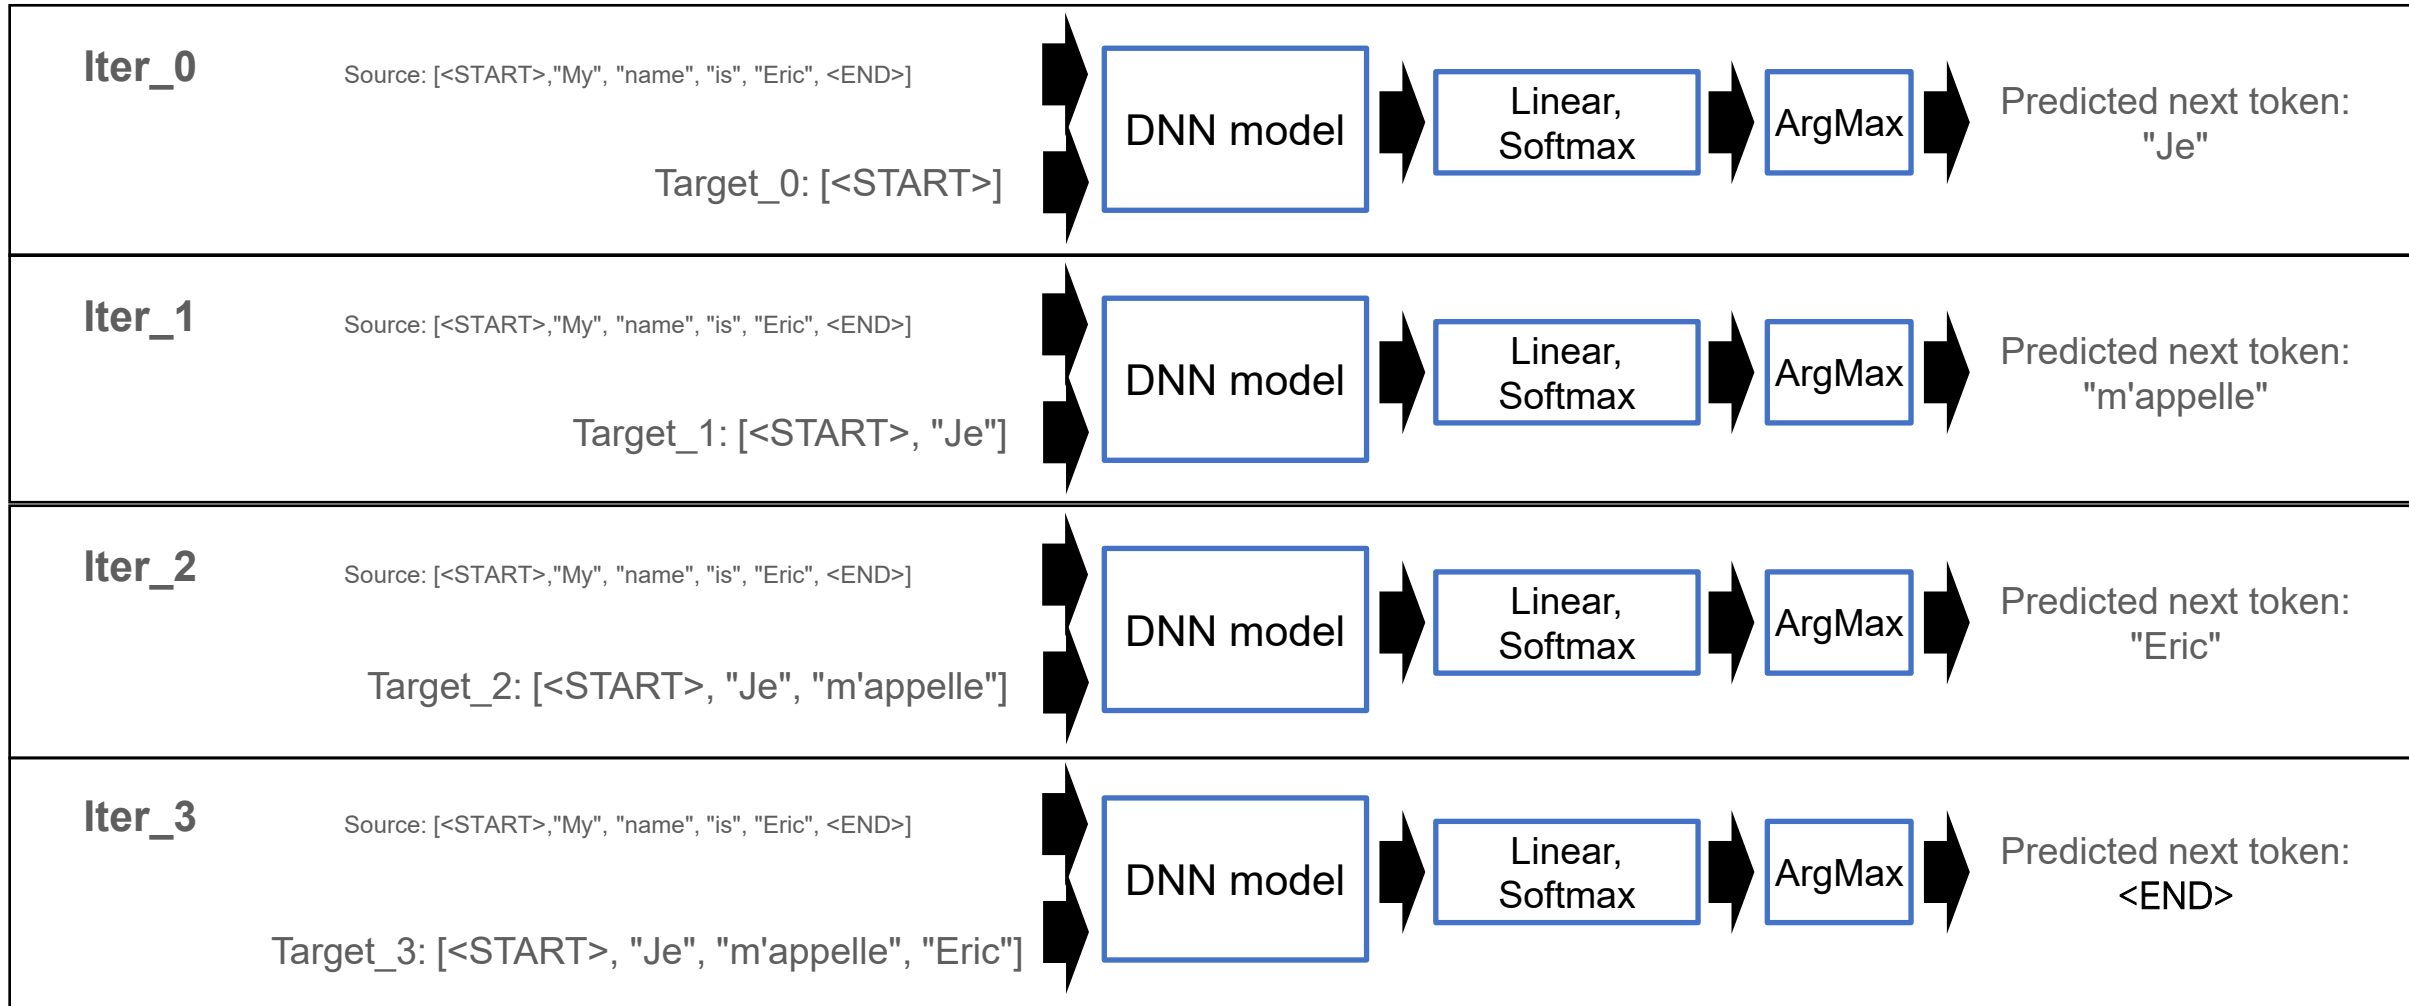 Iter_0
Source: [<START>,"My", "name", "is", "Eric", <END>]
Target_0: [<START>]
DNN model
Linear,
Softmax
ArgMax
Predicted next token:
"Je"
Iter_1
Source: [<START>,"My", "name", "is", "Eric", <END>]
Target_1: [<START>, "Je"]
DNN model
Linear,
Softmax
ArgMax
Predicted next token:
"m'appelle"
Iter_2
Source: [<START>,"My", "name", "is", "Eric", <END>]
Target_2: [<START>, "Je", "m'appelle"]
DNN model
Linear,
Softmax
ArgMax
Predicted next token:
"Eric"
Iter_3
Source: [<START>,"My", "name", "is", "Eric", <END>]
Target_3: [<START>, "Je", "m'appelle", "Eric"]
DNN model
Linear,
Softmax
ArgMax
Predicted next token:
<END>